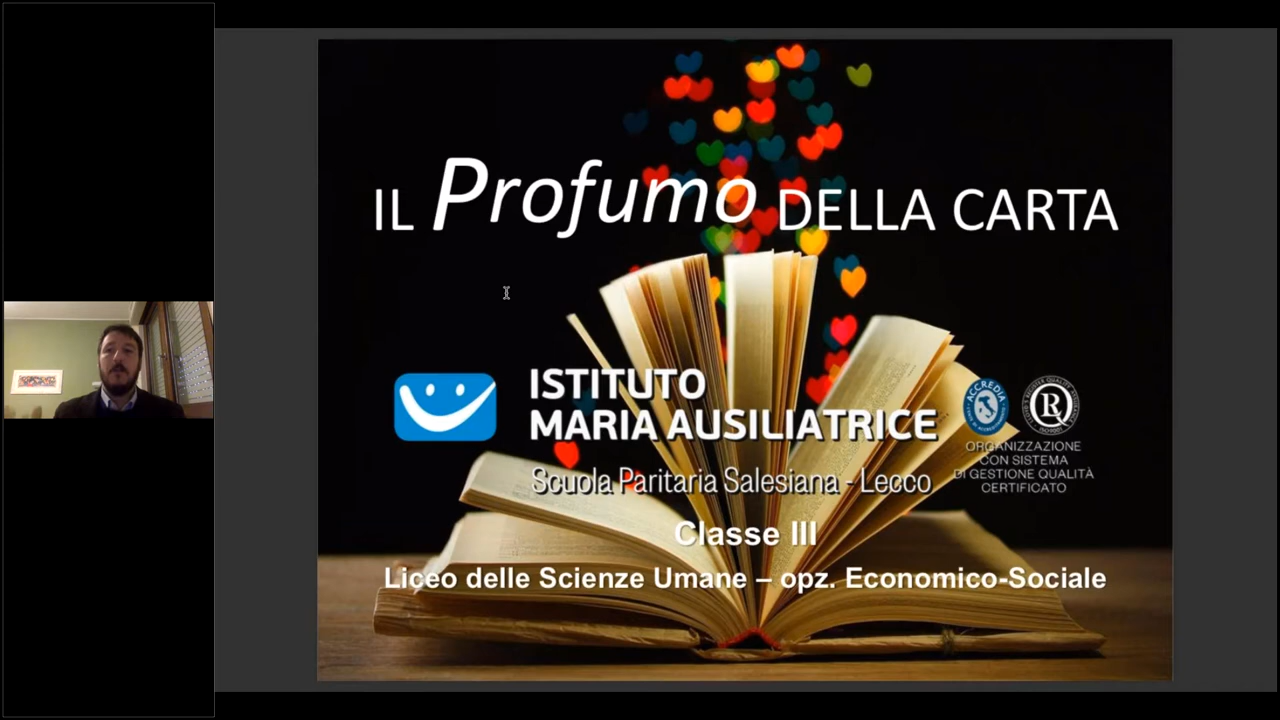 IL Profumo DELLA CARTA
ISTITUTO
MARIA AUSILIATRICE
Scuola Paritaria Salesiana - Lecco
ACCREDIA
R
ORGANIZZAZIONE
CON SISTEMA
DI GESTIONE QUALITÀ
CERTIFICATO
Classe III
Liceo delle Scienze Umane – opz. Economico-Sociale